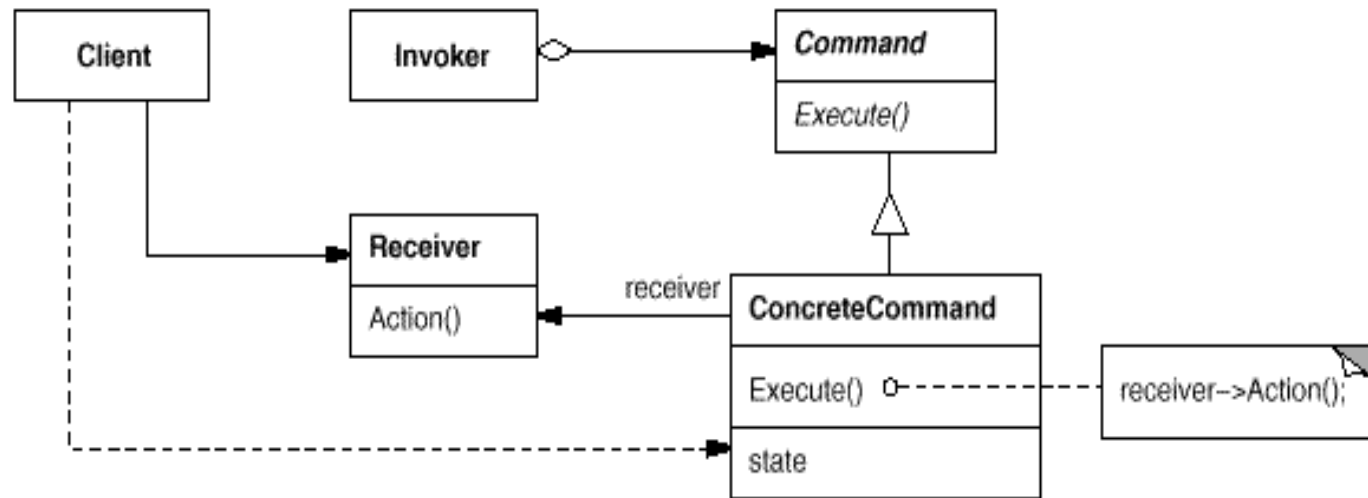 Client
Invoker
Command
Execute()
Receiver
Action()
receiver
ConcreteCommand
Execute()
receiver–>Action();
state